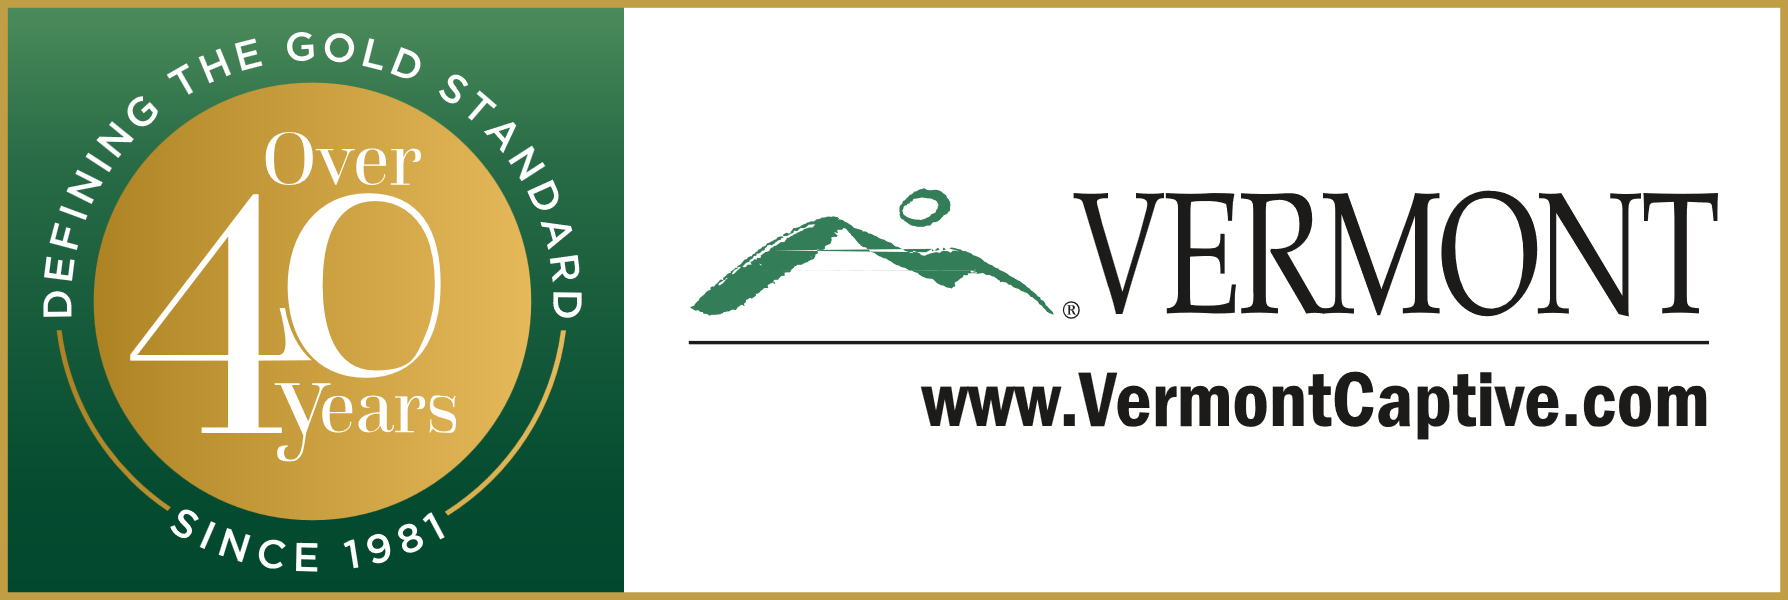 DEFINING THE GOLD STANDARD
Over
40
Years
SINCE 1981
® VERMONT
www.VermontCaptive.com